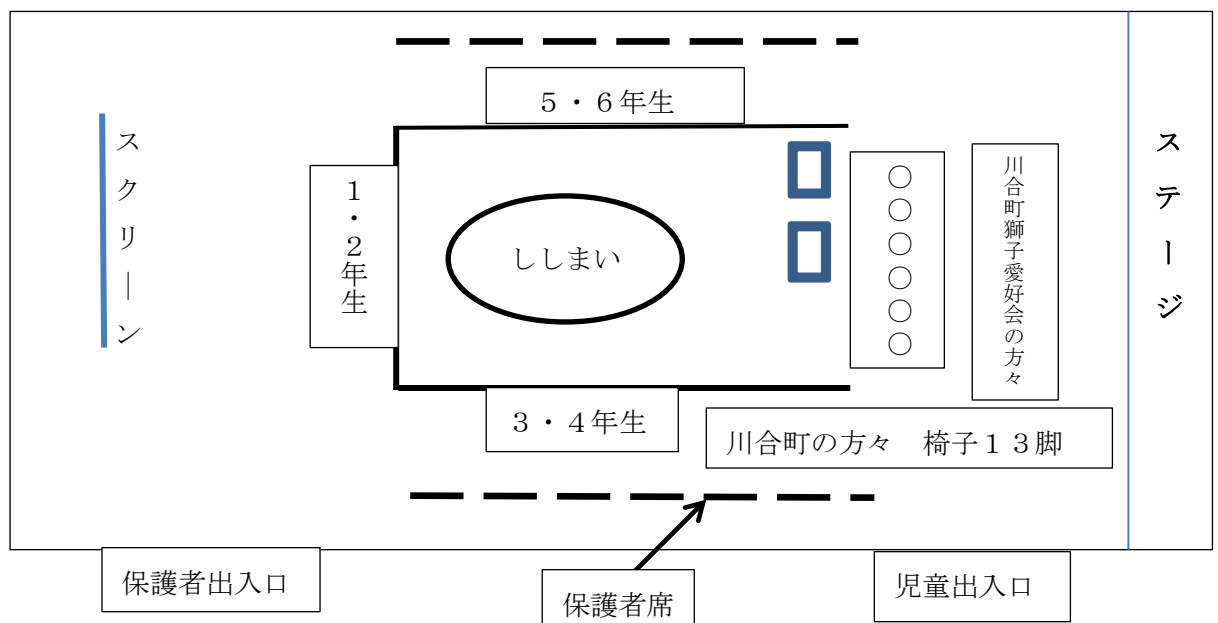 ５・６年生
スクリーン
１・２年生
ししまい
○○○○○○
川合町獅子愛好会の方々
ステージ
３・４年生
川合町の方々　椅子１３脚
保護者出入口
保護者席
児童出入口